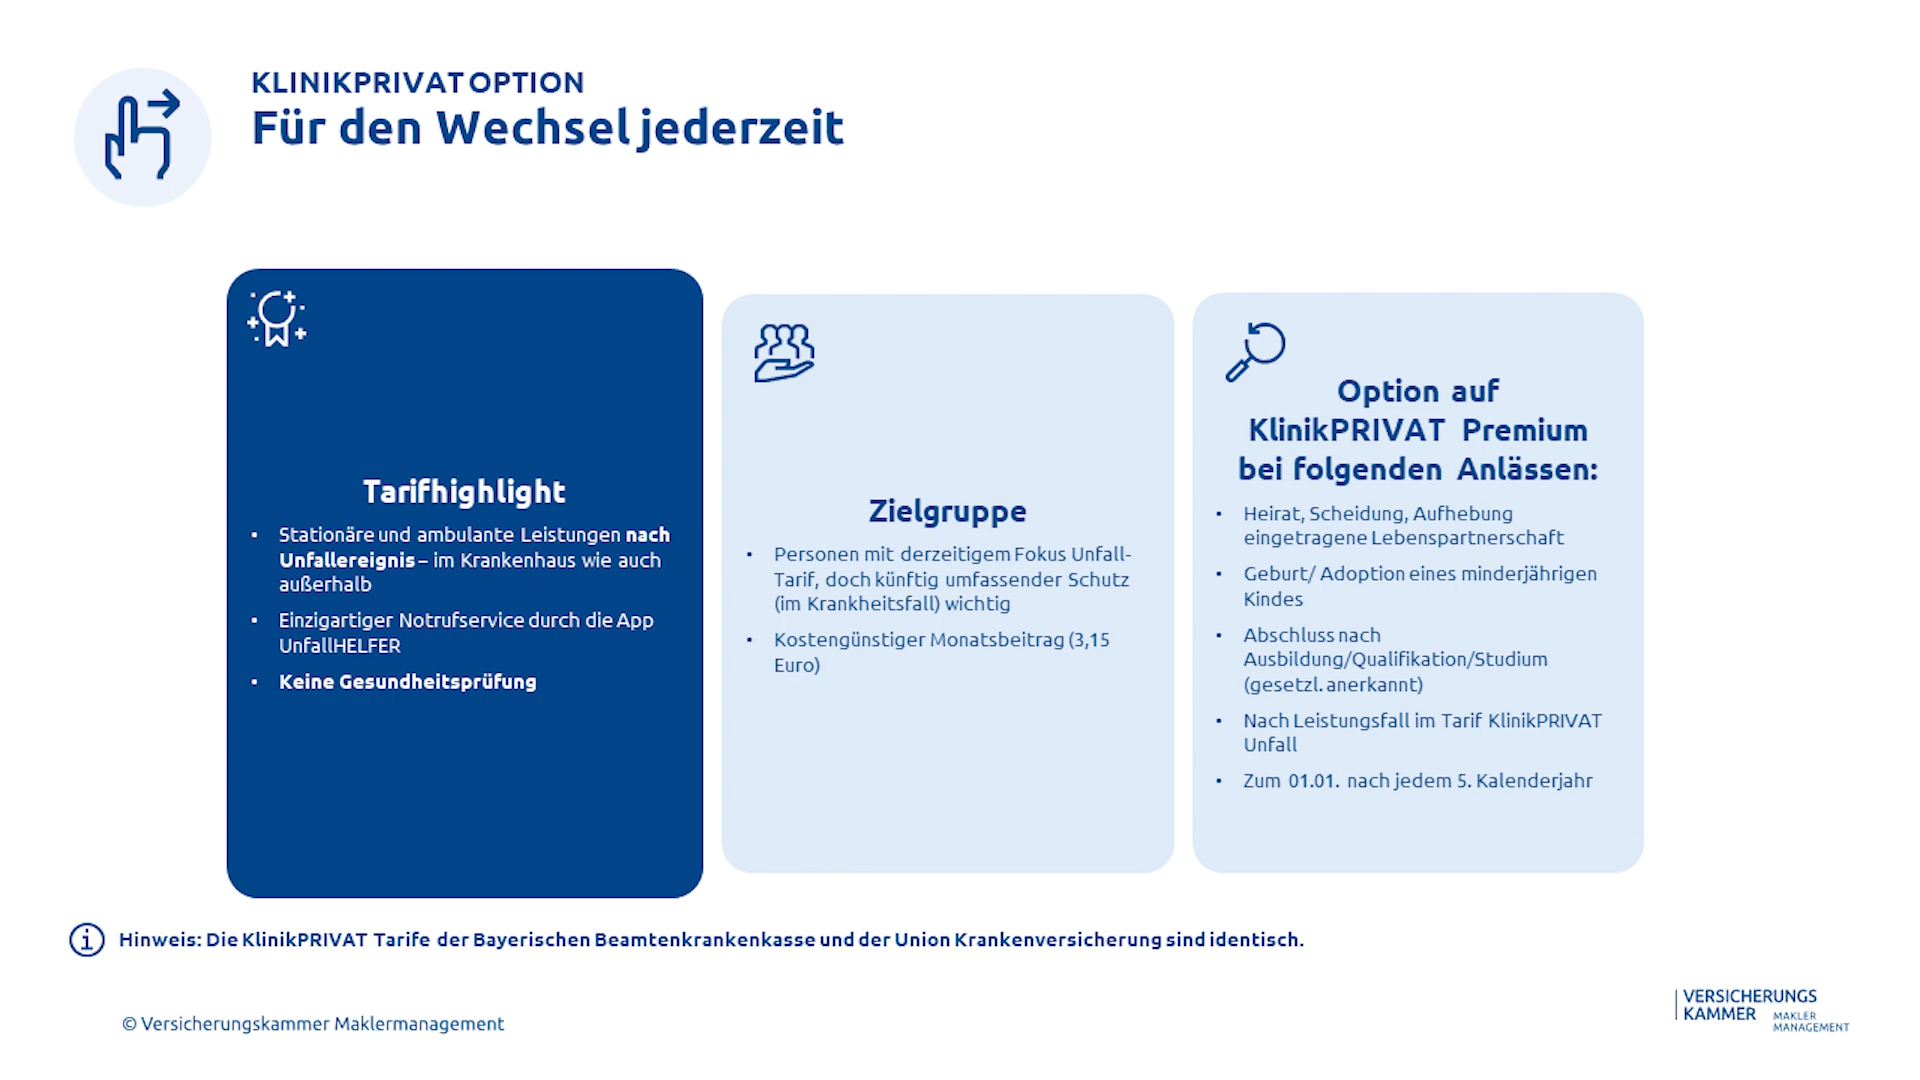 KLINIKPRIVAT OPTION
Für den Wechsel jederzeit
Tarifhighlight
• Stationäre und ambulante Leistungen nach
Unfallereignis – im Krankenhaus wie auch
außerhalb
• Einzigartiger Notrufservice durch die App
UnfallHELFER
• Keine Gesundheitsprüfung
Zielgruppe
• Personen mit derzeitigem Fokus Unfall-
Tarif, doch künftig umfassender Schutz
(im Krankheitsfall) wichtig
• Kostengünstiger Monatsbeitrag (3,15
Euro)
Option auf
KlinikPRIVAT Premium
bei folgenden Anlässen:
• Heirat, Scheidung, Aufhebung
eingetragene Lebenspartnerschaft
• Geburt/ Adoption eines minderjährigen
Kindes
• Abschluss nach
Ausbildung/Qualifikation/Studium
(gesetzl. anerkannt)
• Nach Leistungsfall im Tarif KlinikPRIVAT
Unfall
• Zum 01.01. nach jedem 5. Kalenderjahr
Hinweis: Die KlinikPRIVAT Tarife der Bayerischen Beamtenkrankenkasse und der Union Krankenversicherung sind identisch.
© Versicherungskammer Maklermanagement
VERSICHERUNGS
KAMMER MAKLER
MANAGEMENT